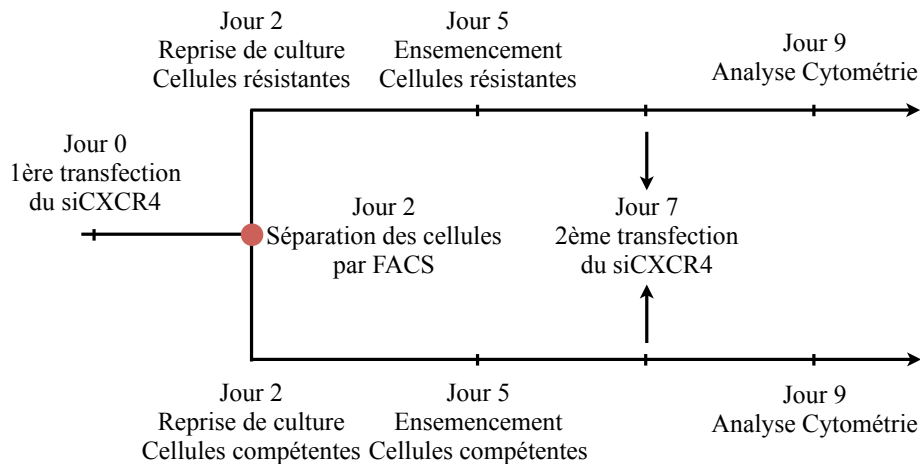 Jour 2
Reprise de culture
Cellules résistantes
Jour 5
Ensemencement
Cellules résistantes
Jour 9
Analyse Cytométrie
Jour 0
1ère transfection
du siCXCR4
Jour 2
Séparation des cellules
par FACS
Jour 7
2ème transfection
du siCXCR4
Jour 2
Reprise de culture
Cellules compétentes
Jour 5
Ensemencement
Cellules compétentes
Jour 9
Analyse Cytométrie